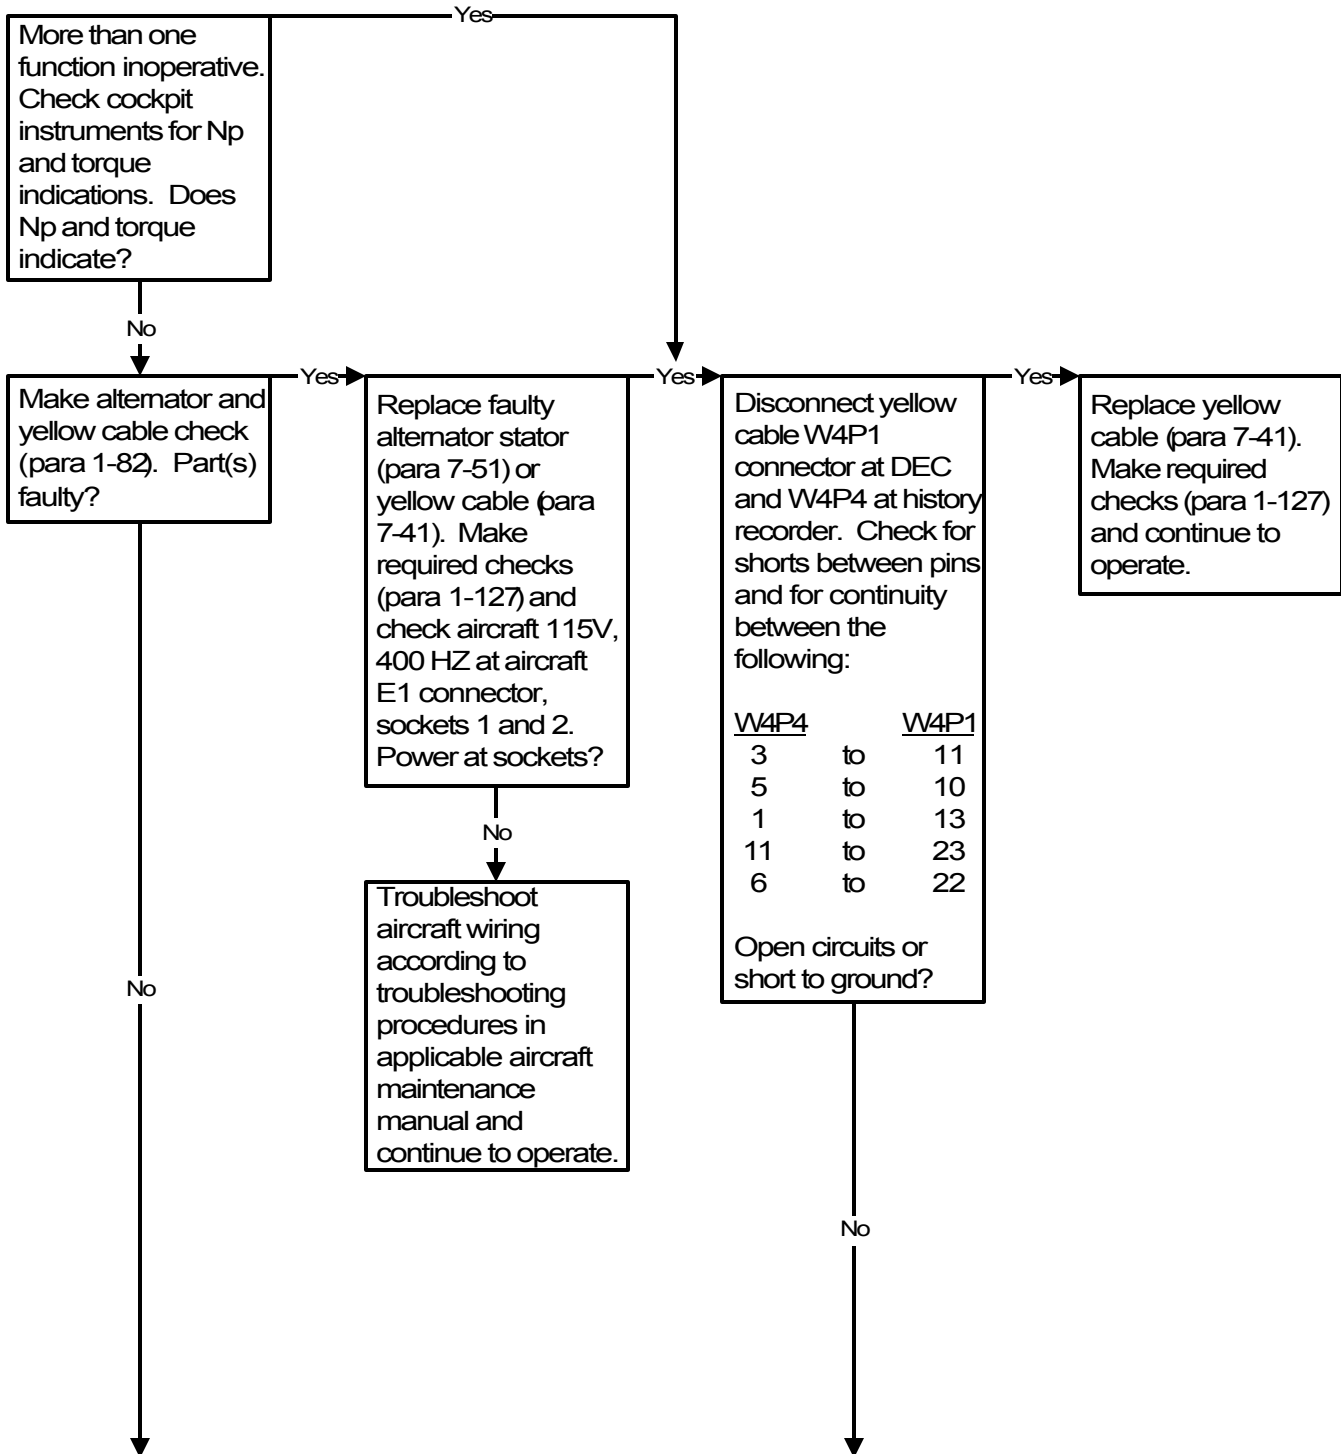 Yes
More than one
function inoperative.
Check cockpit
instruments for Np
and torque
indications. Does
Np and torque
indicate?
No
Make alternator and
yellow cable check
(para 1-82). Part(s)
faulty?
Yes
Replace faulty
alternator stator
(para 7-51) or
yellow cable (para
7-41). Make
required checks
(para 1-127) and
check aircraft 115V,
400 HZ at aircraft
E1 connector,
sockets 1 and 2.
Power at sockets?
Yes
Disconnect yellow
cable W4P1
connector at DEC
and W4P4 at history
recorder. Check for
shorts between pins
and for continuity
between the
following:
W4P4 W4P1
3 to 11
5 to 10
1 to 13
11 to 23
6 to 22
Open circuits or
short to ground?
Yes
Replace yellow
cable (para 7-41).
Make required
checks (para 1-127)
and continue to
operate.
No
Troubleshoot
aircraft wiring
according to
troubleshooting
procedures in
applicable aircraft
maintenance
manual and
continue to operate.
No
No